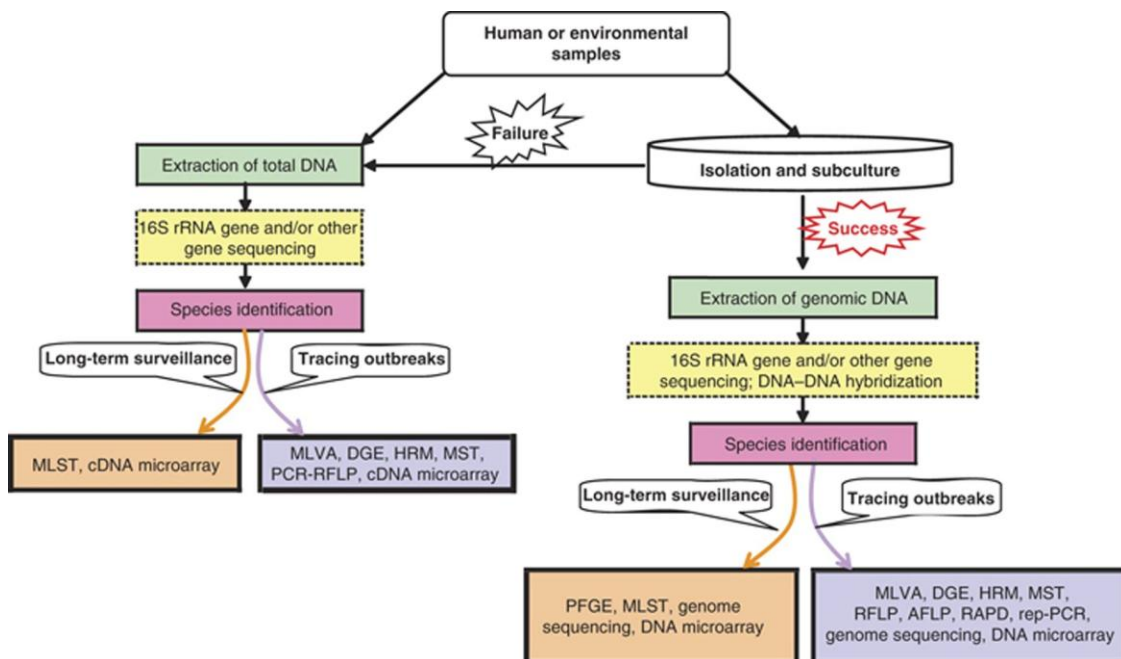 Human or environmental
samples
Failure
Extraction of total DNA
Isolation and subculture
16S rRNA gene and/or other
gene sequencing
Success
Species identification
Extraction of genomic DNA
Long-term surveillance
Tracing outbreaks
16S rRNA gene and/or other gene
sequencing; DNA–DNA hybridization
MLST, cDNA microarray
MLVA, DGE, HRM, MST,
PCR-RFLP, cDNA microarray
Species identification
Long-term surveillance
Tracing outbreaks
PFGE, MLST, genome
sequencing, DNA microarray
MLVA, DGE, HRM, MST,
RFLP, AFLP, RAPD, rep-PCR,
genome sequencing, DNA microarray